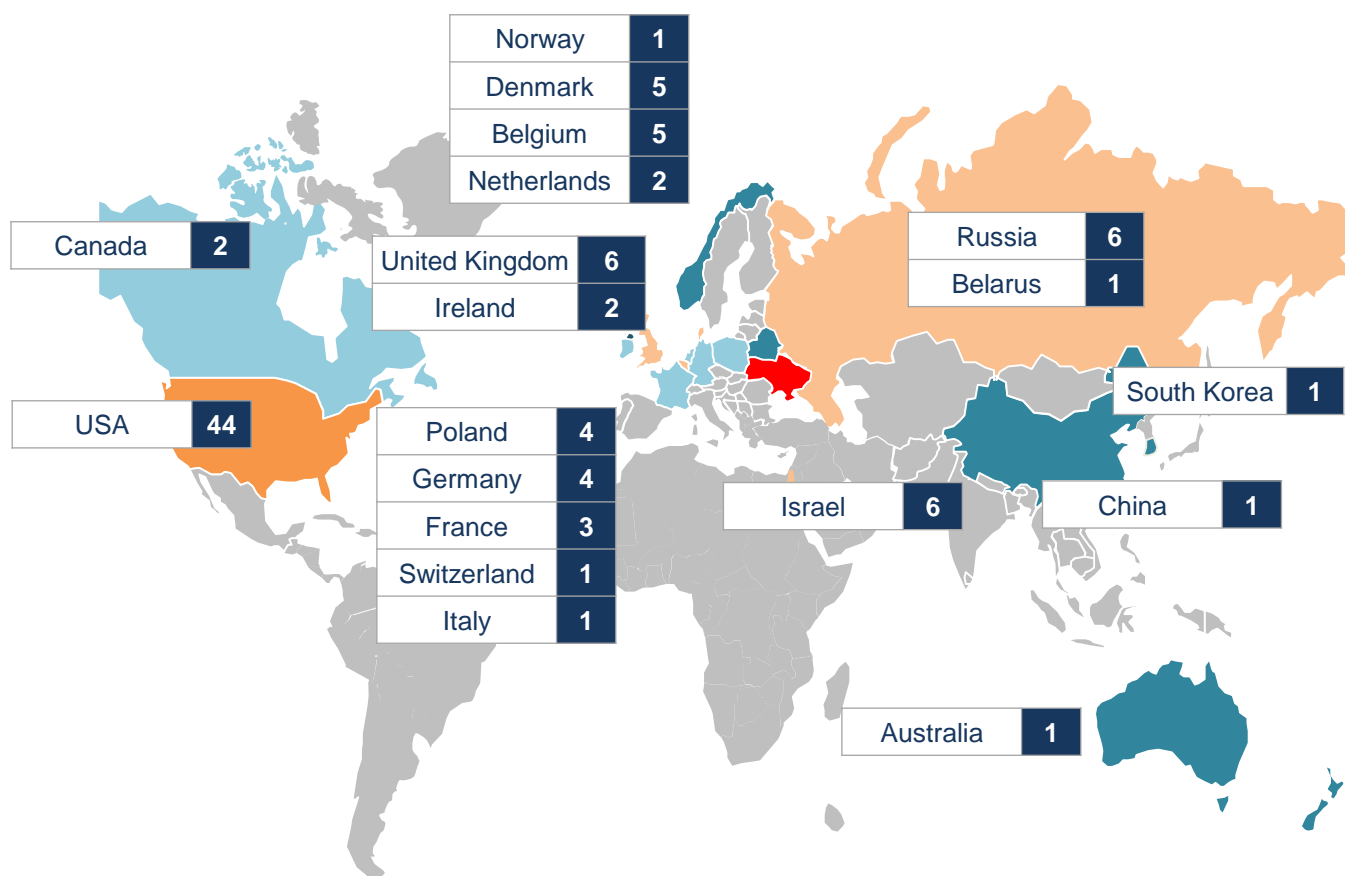 Norway 1
Denmark 5
Belgium 5
Netherlands 2
Canada 2
United Kingdom 6
Ireland 2
Russia 6
Belarus 1
South Korea 1
USA 44
Poland 4
Germany 4
France 3
Switzerland 1
Italy 1
Israel 6
China 1
Australia 1